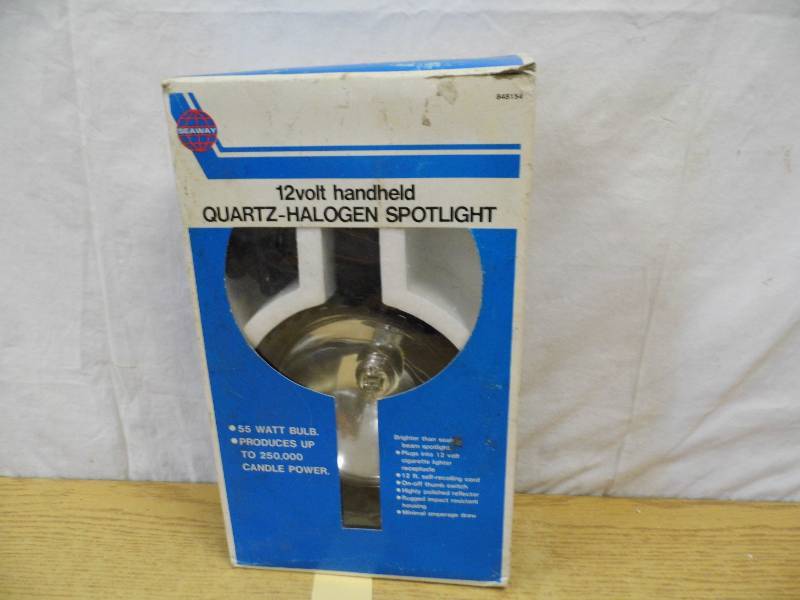 848154
SEAWAY
12volt handheld
QUARTZ-HALOGEN SPOTLIGHT
• 55 WATT BULB.
• PRODUCES UP
TO 250,000
CANDLE POWER.
Brighter than sealed
beam spotlight.
• Plugs into 12 volt
cigarette lighter
receptacle
• 12 ft. self-recoiling cord
• On-off thumb switch
• Highly polished reflector
• Rugged impact resistant
housing
• Minimal amperage draw